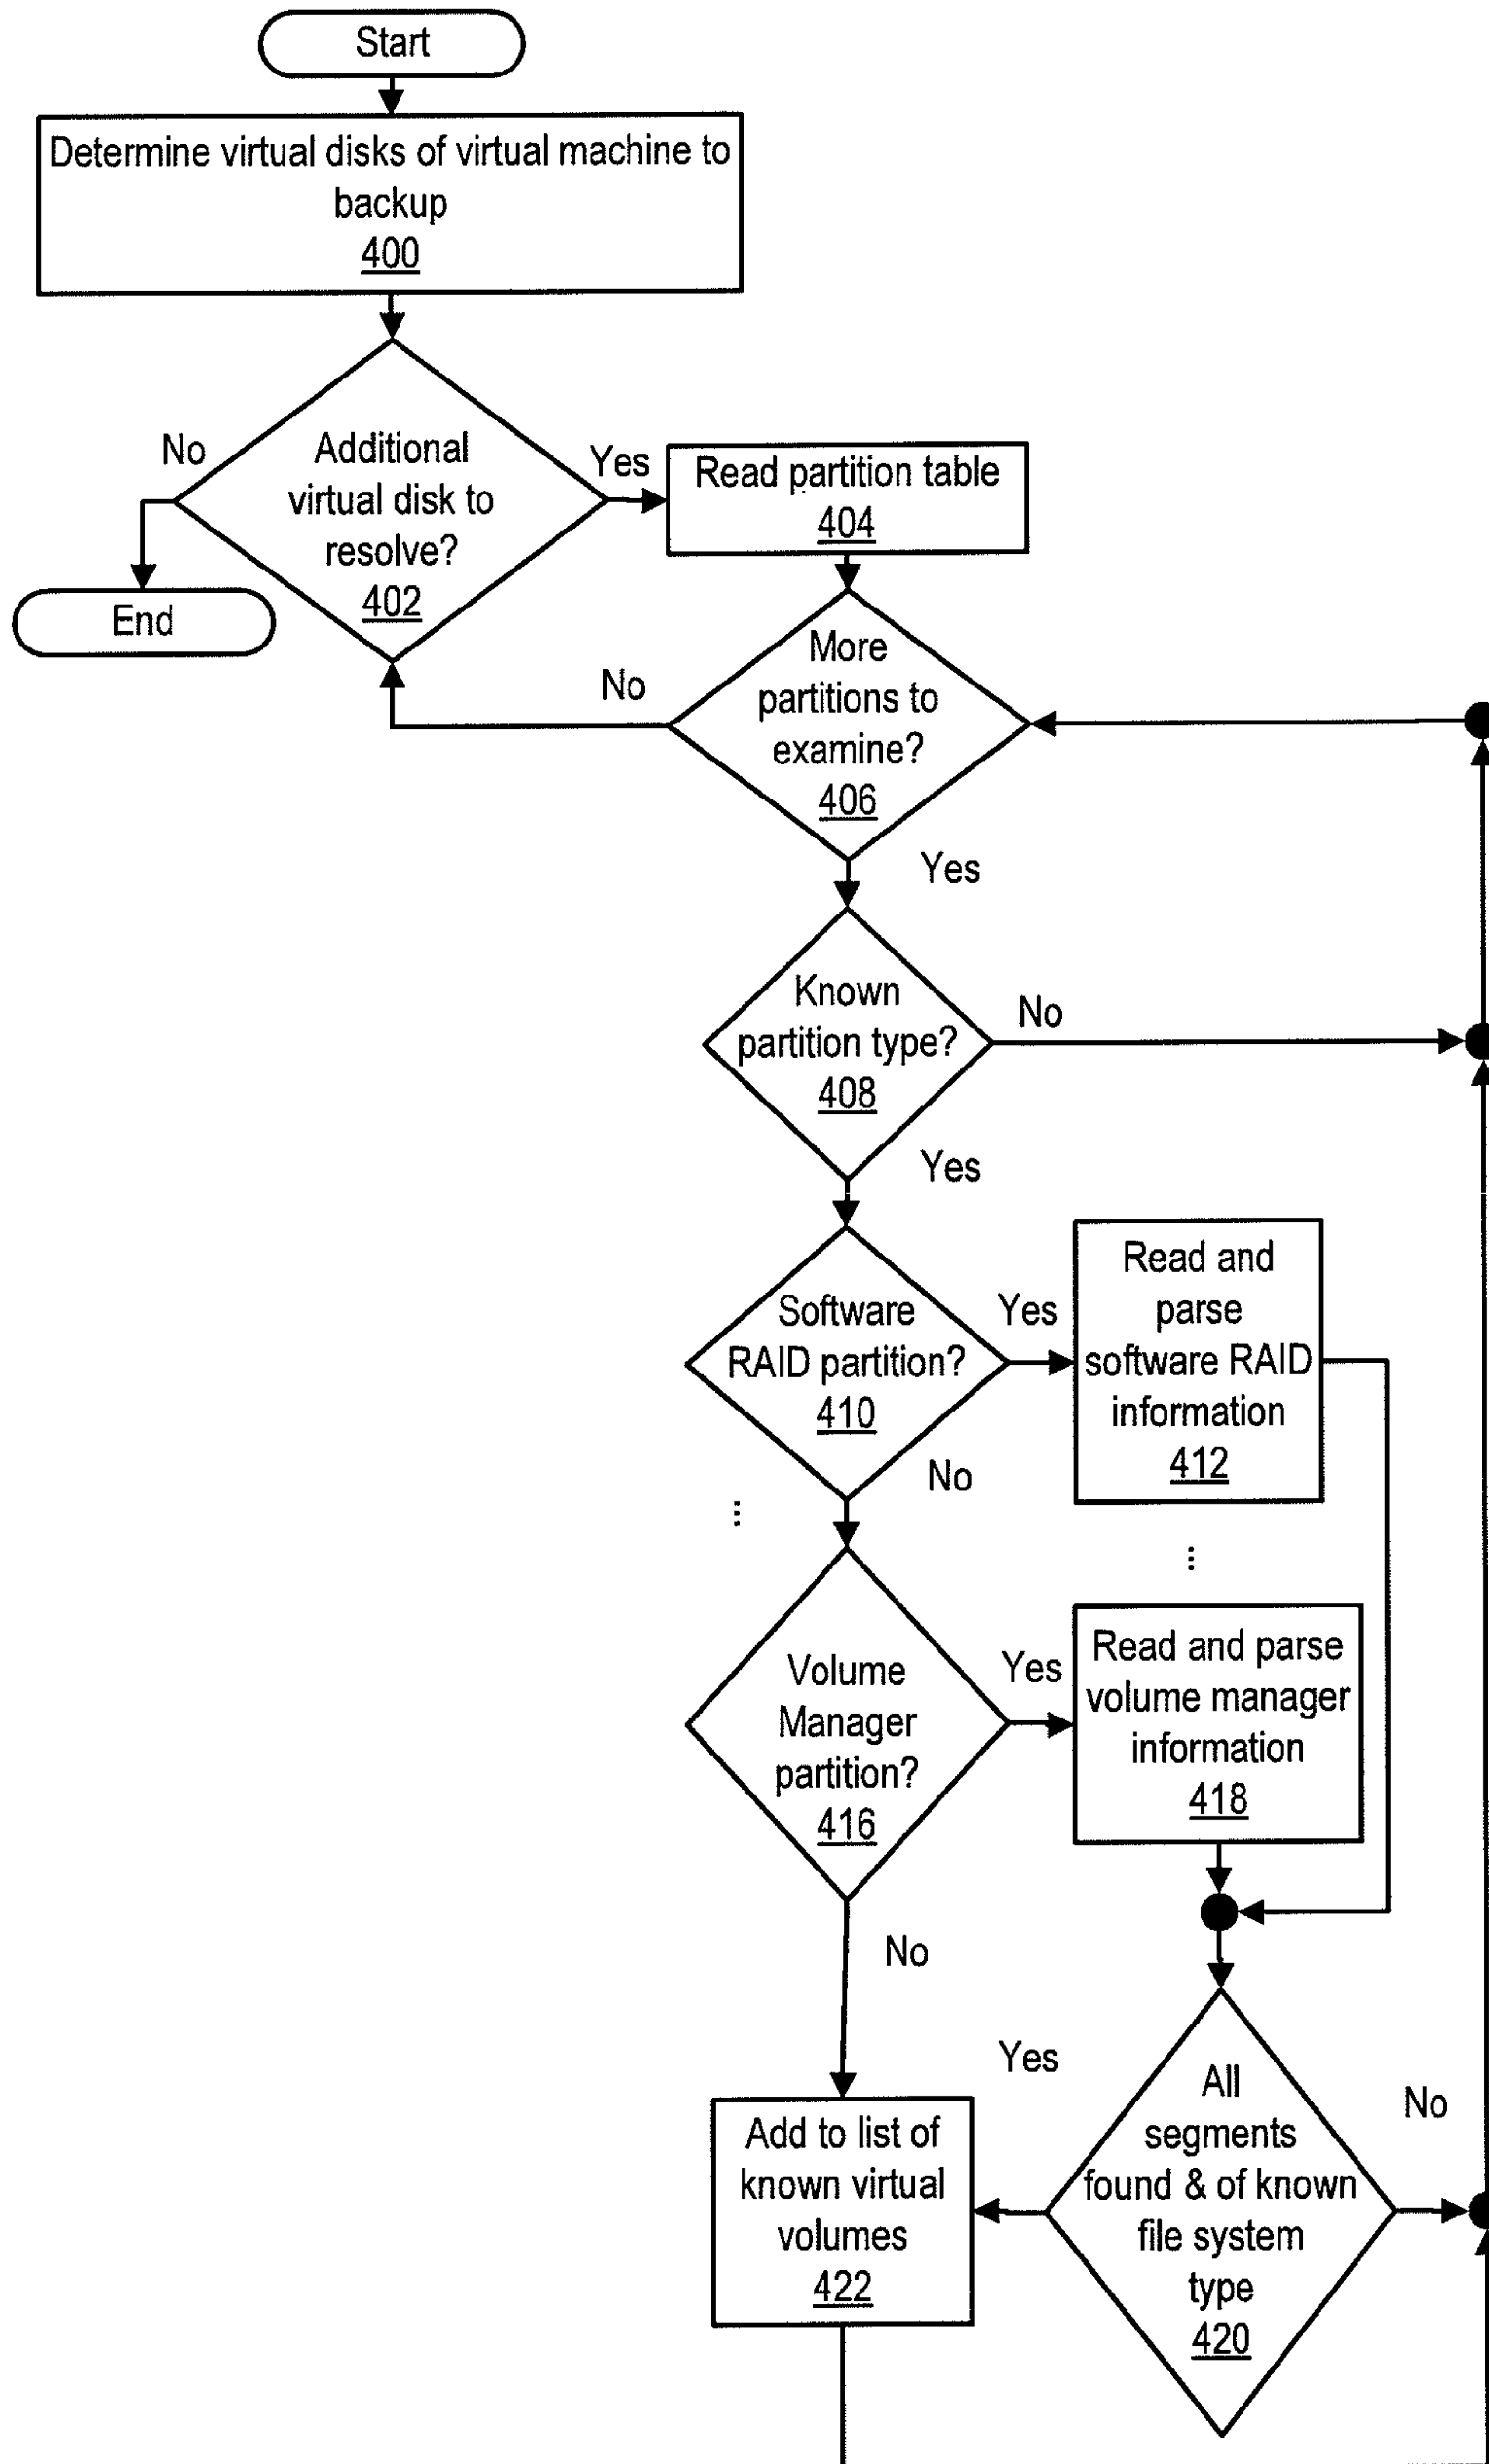 Start
Determine virtual disks of virtual machine to
backup
400
No
Additional
virtual disk to
resolve?
402
Yes
Read partition table
404
End
No
More
partitions to
examine?
406
Yes
Known
partition type?
408
No
Yes
Software
RAID partition?
410
Yes
Read and
parse
software RAID
information
412
No
...
...
Volume
Manager
partition?
416
Yes
Read and parse
volume manager
information
418
No
Yes
All
segments
found & of known
file system
type
420
No
Add to list of
known virtual
volumes
422